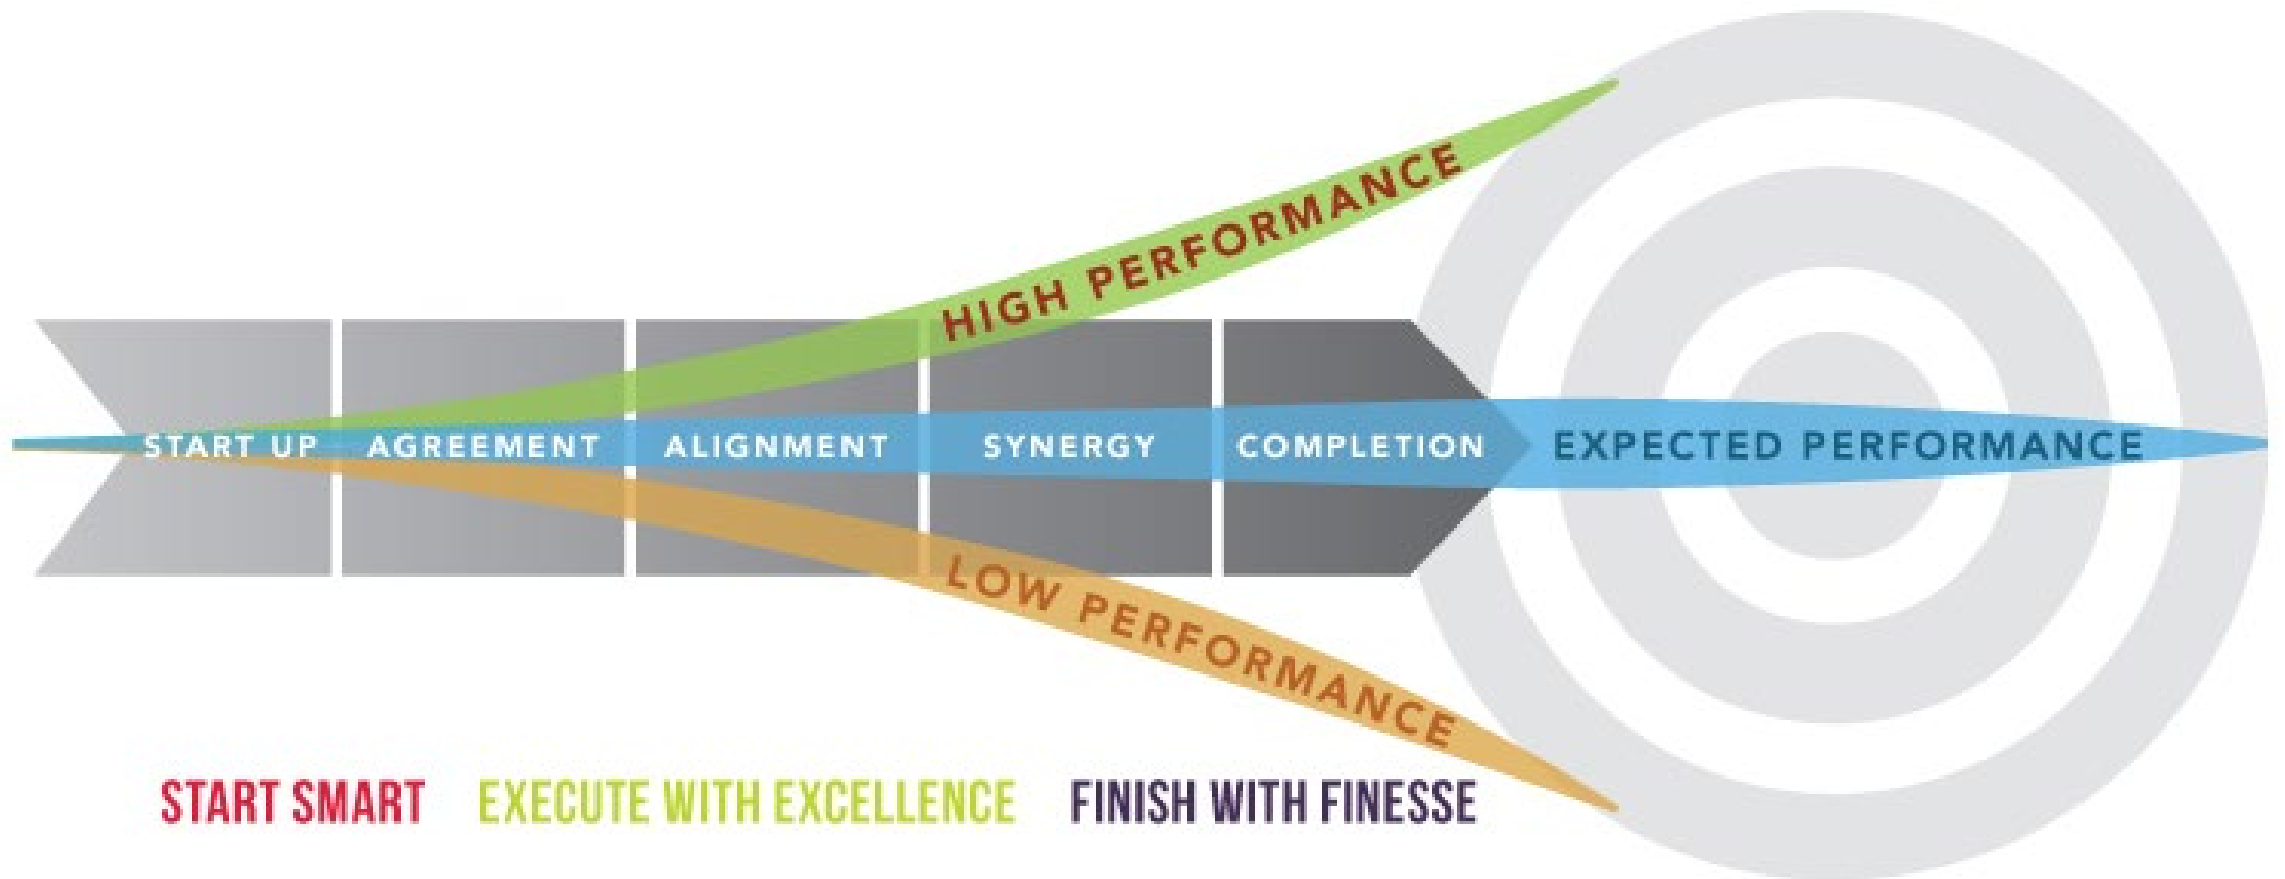 HIGH PERFORMANCE
START UP
AGREEMENT
ALIGNMENT
SYNERGY
COMPLETION
EXPECTED PERFORMANCE
LOW PERFORMANCE
START SMART
EXECUTE WITH EXCELLENCE
FINISH WITH FINESSE